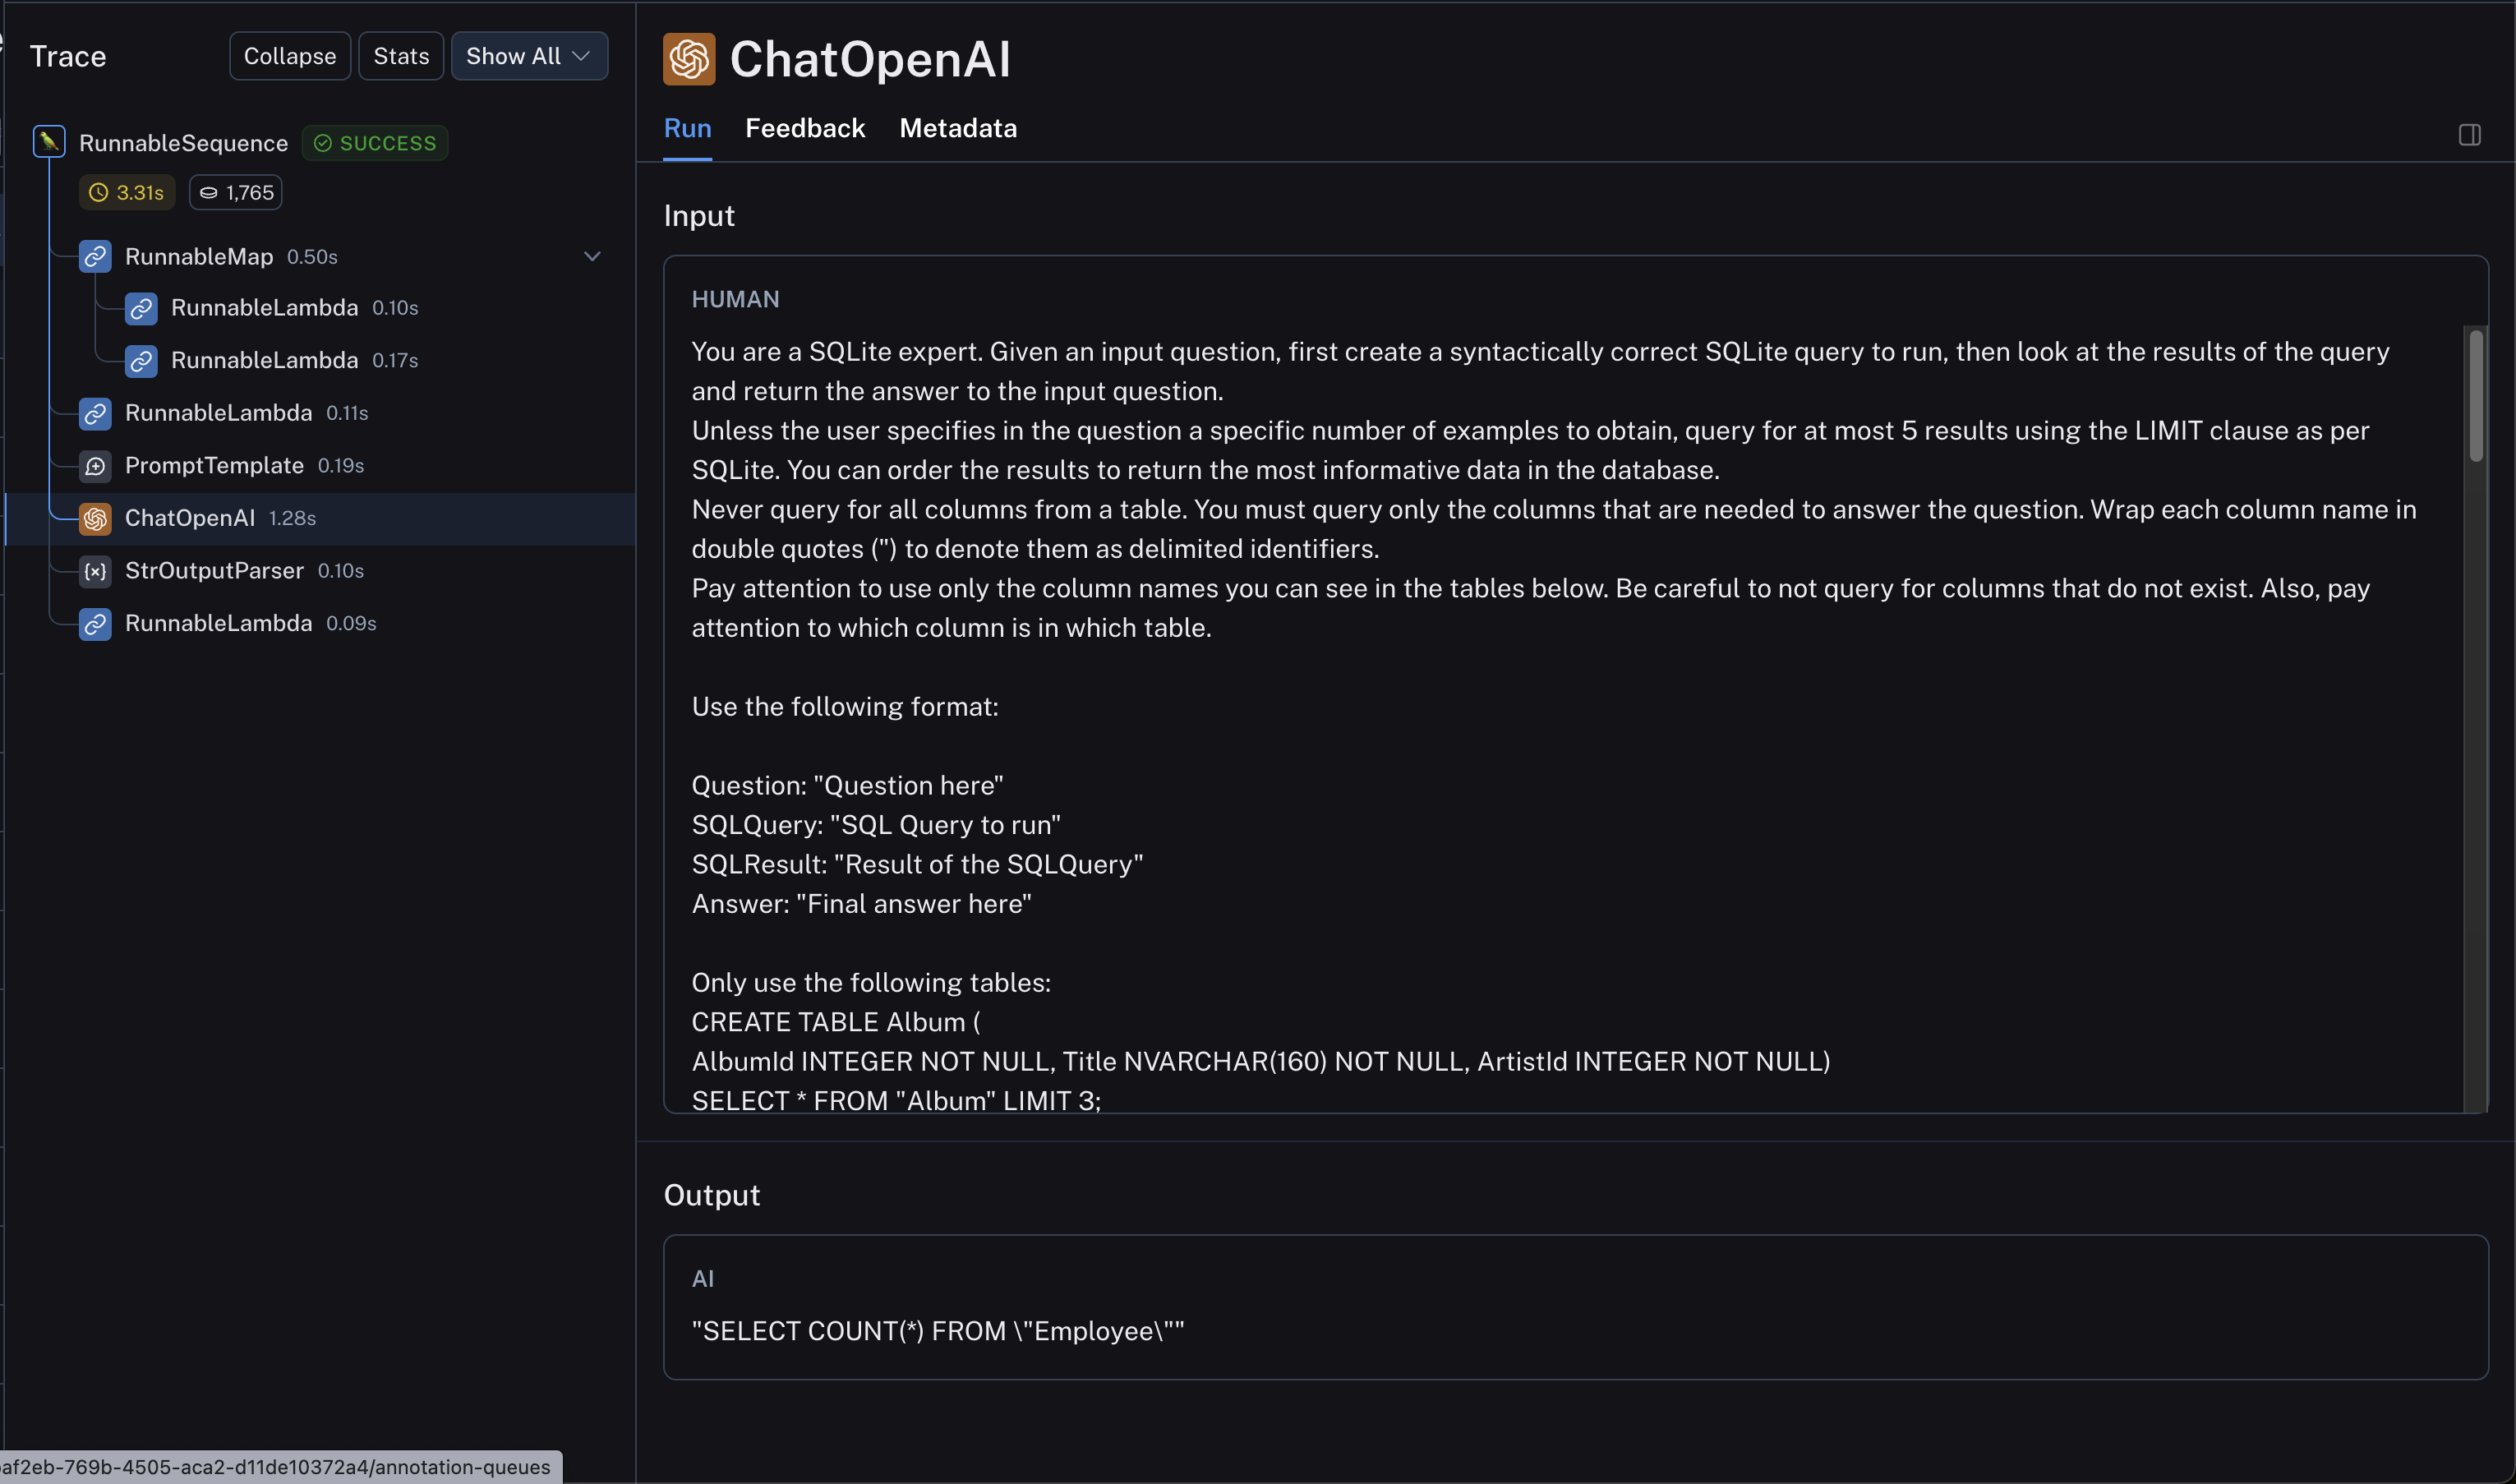 Trace
Collapse
Stats
Show All
RunnableSequence
SUCCESS
3.31s
1,765
RunnableMap 0.50s
RunnableLambda 0.10s
RunnableLambda 0.17s
RunnableLambda 0.11s
PromptTemplate 0.19s
ChatOpenAI 1.28s
StrOutputParser 0.10s
RunnableLambda 0.09s
ChatOpenAI
Run
Feedback
Metadata
Input
HUMAN
You are a SQLite expert. Given an input question, first create a syntactically correct SQLite query to run, then look at the results of the query
and return the answer to the input question.
Unless the user specifies in the question a specific number of examples to obtain, query for at most 5 results using the LIMIT clause as per
SQLite. You can order the results to return the most informative data in the database.
Never query for all columns from a table. You must query only the columns that are needed to answer the question. Wrap each column name in
double quotes (") to denote them as delimited identifiers.
Pay attention to use only the column names you can see in the tables below. Be careful to not query for columns that do not exist. Also, pay
attention to which column is in which table.
Use the following format:
Question: "Question here"
SQLQuery: "SQL Query to run"
SQLResult: "Result of the SQLQuery"
Answer: "Final answer here"
Only use the following tables:
CREATE TABLE Album (
AlbumId INTEGER NOT NULL, Title NVARCHAR(160) NOT NULL, ArtistId INTEGER NOT NULL)
SELECT * FROM "Album" LIMIT 3;
Output
AI
"SELECT COUNT(*) FROM \"Employee\""
af2eb-769b-4505-aca2-d11de10372a4/annotation-queues